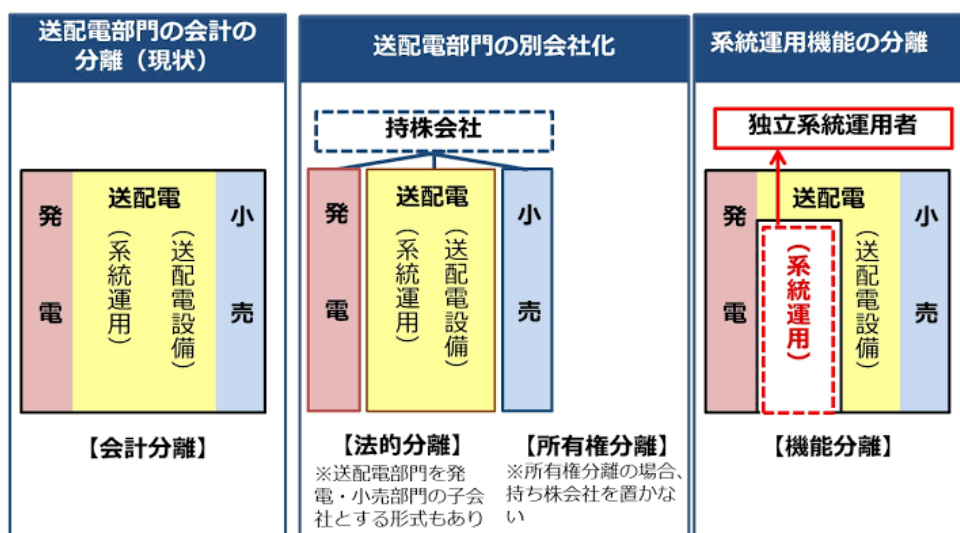 送配電部門の会計の
分離（現状）
発電
送配電
（系統運用）
（送配電設備）
小売
【会計分離】
送配電部門の別会社化
持株会社
発電
送配電
（系統運用）
（送配電設備）
小売
【法的分離】
※送配電部門を発
電・小売部門の子会
社とする形式もあり
【所有権分離】
※所有権分離の場合、
持ち株会社を置かな
い
系統運用機能の分離
独立系統運用者
発電
送配電
（系統運用）
（送配電設備）
小売
【機能分離】